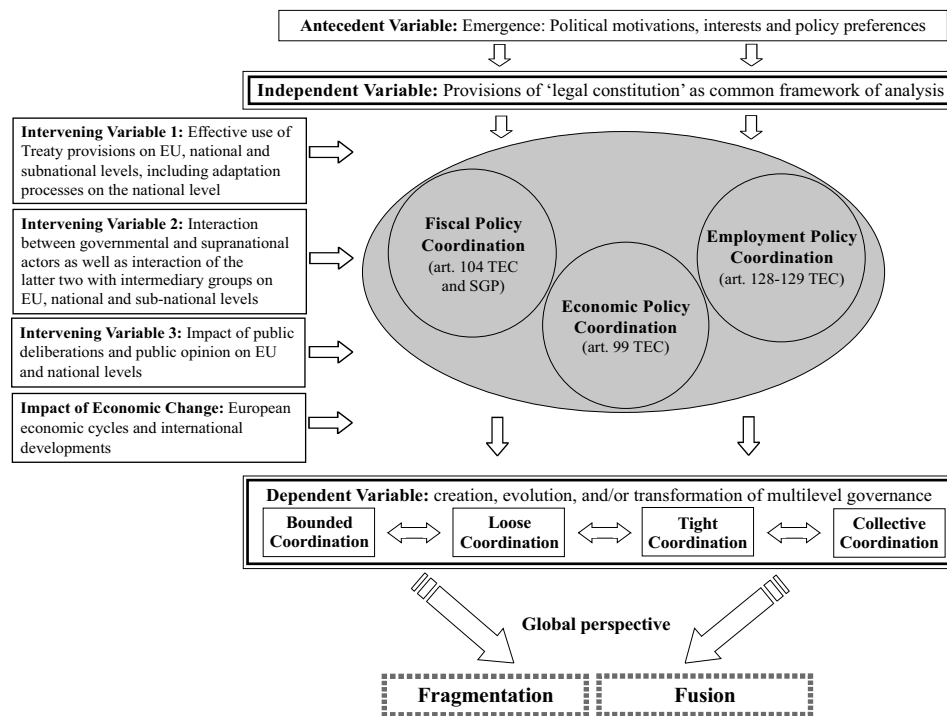 Antecedent Variable: Emergence: Political motivations, interests and policy preferences
Independent Variable: Provisions of ‘legal constitution’ as common framework of analysis
Intervening Variable 1: Effective use of
Treaty provisions on EU, national and
subnational levels, including adaptation
processes on the national level
Intervening Variable 2: Interaction
between governmental and supranational
actors as well as interaction of the
latter two with intermediary groups on
EU, national and sub-national levels
Intervening Variable 3: Impact of public
deliberations and public opinion on EU
and national levels
Impact of Economic Change: European
economic cycles and international
developments
Fiscal Policy
Coordination
(art. 104 TEC
and SGP)
Economic Policy
Coordination
(art. 99 TEC)
Employment Policy
Coordination
(art. 128-129 TEC)
Dependent Variable: creation, evolution, and/or transformation of multilevel governance
Bounded
Coordination
Loose
Coordination
Tight
Coordination
Collective
Coordination
Global perspective
Fragmentation
Fusion